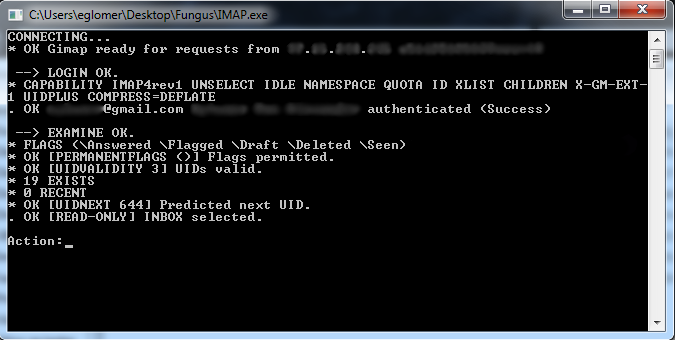 C:\Users\eglomer\Desktop\Fungus\IMAP.exe
CONNECTING...
* OK Gimap ready for requests from
--> LOGIN OK.
* CAPABILITY IMAP4rev1 UNSELECT IDLE NAMESPACE QUOTA ID XLIST CHILDREN X-GM-EXT-
1 UIDPLUS COMPRESS=DEFLATE
. OK @gmail.com authenticated (Success)
--> EXAMINE OK.
* FLAGS (\Answered \Flagged \Draft \Deleted \Seen)
* OK [PERMANENTFLAGS ()] Flags permitted.
* OK [UIDVALIDITY 3] UIDs valid.
* 19 EXISTS
* 0 RECENT
* OK [UIDNEXT 644] Predicted next UID.
. OK [READ-ONLY] INBOX selected.
Action:_